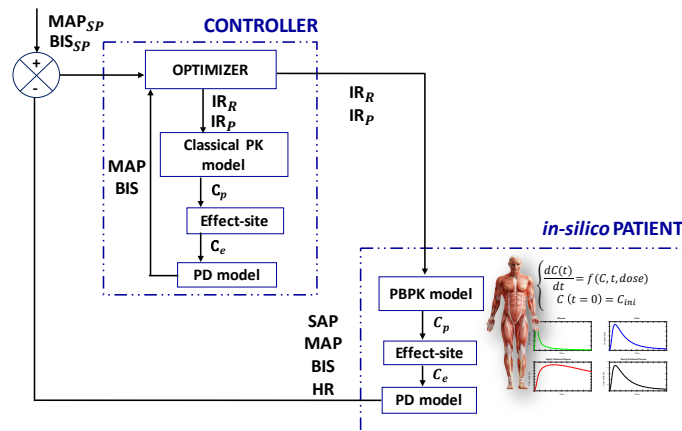 MAP_SP
BIS_SP
+
-
CONTROLLER
OPTIMIZER
IR_R
IR_P
Classical PK
model
C_p
Effect-site
C_e
PD model
MAP
BIS
IR_R
IR_P
in-silico PATIENT
PBPK model
C_p
Effect-site
C_e
PD model
dC(t)/dt = f(C, t, dose)
C (t = 0) = C_ini
SAP
MAP
BIS
HR